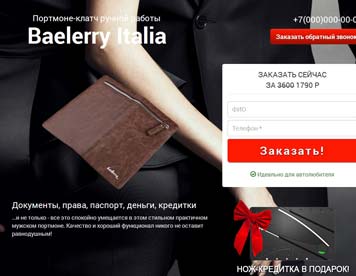 Портмоне-клатч ручной работы
Baelerry Italia
+7(000)000-00-0
Заказать обратный звонок
ЗАКАЗАТЬ СЕЙЧАС
ЗА 3600 1790 Р
ФИО
Телефон *
Заказать!
Идеально для автолюбителя
Документы, права, паспорт, деньги, кредитки
...и не только - все это спокойно умещается в этом стильном практичном
мужском портмоне. Качество и хороший функционал никого не оставит
равнодушным!
НОЖ-КРЕДИТКА В ПОДАРОК!